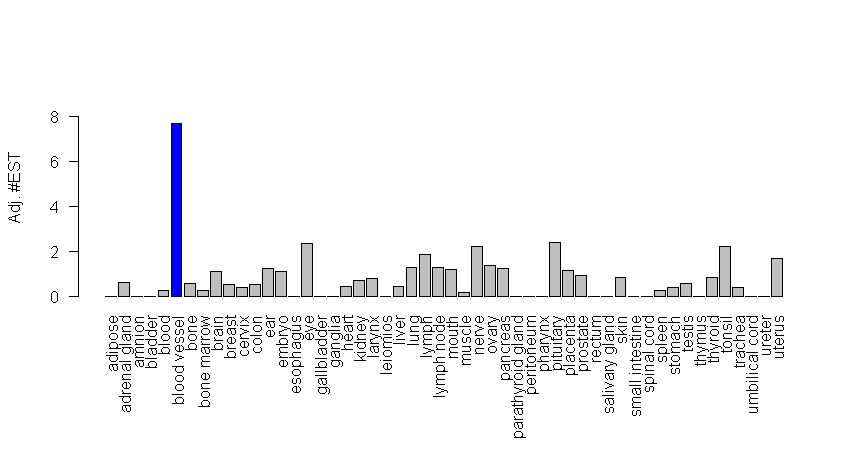 8
6
4
2
0
Adj. #EST
adipose
adrenal gland
amnion
bladder
blood
blood vessel
bone
bone marrow
brain
breast
cervix
colon
ear
embryo
esophagus
eye
gallbladder
ganglia
heart
kidney
larynx
leiomios
liver
lung
lymph
lymph node
mouth
muscle
nerve
ovary
pancreas
parathyroid gland
peritoneum
pharynx
pituitary
placenta
prostate
rectum
salivary gland
skin
small intestine
spinal cord
spleen
stomach
testis
thymus
thyroid
tonsil
trachea
umbilical cord
ureter
uterus